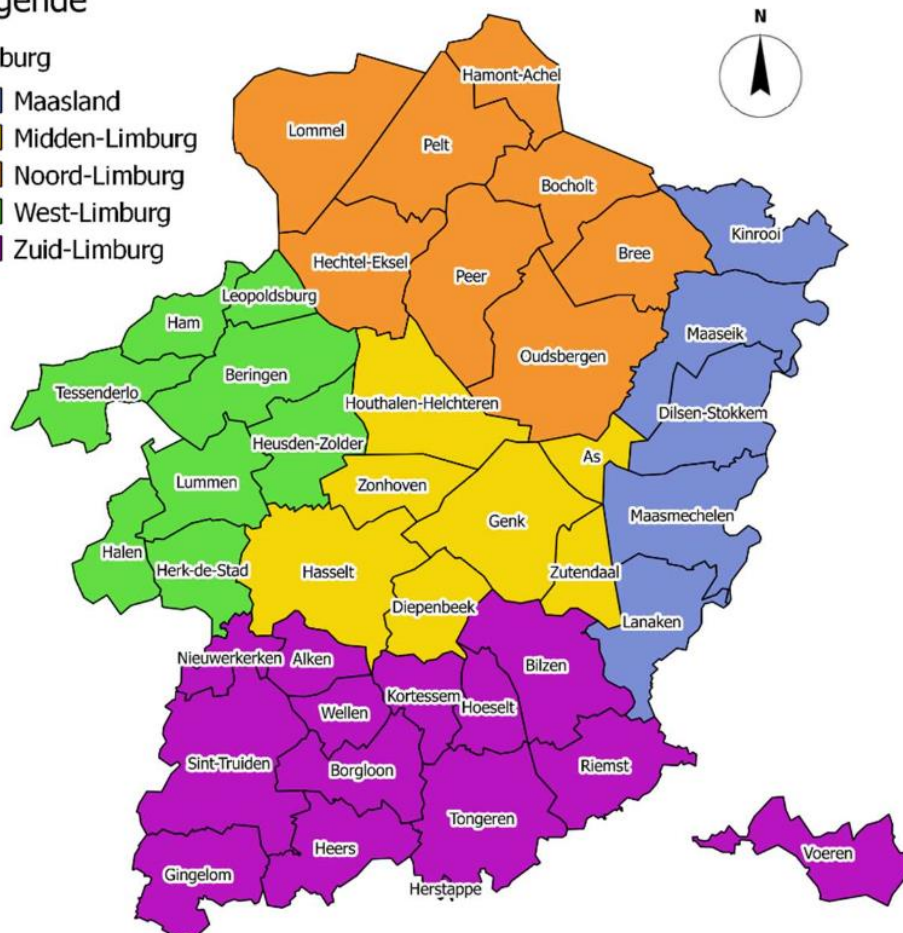 gende
burg
Maasland
Midden-Limburg
Noord-Limburg
West-Limburg
Zuid-Limburg
N
Hamont-Achel
Lommel
Pelt
Bocholt
Kinrooi
Bree
Hechtel-Eksel
Peer
Leopoldsburg
Ham
Maaseik
Oudsbergen
Beringen
Tessenderlo
Houthalen-Helchteren
Dilsen-Stokkem
Heusden-Zolder
As
Lummen
Zonhoven
Maasmechelen
Genk
Halen
Herk-de-Stad
Hasselt
Zutendaal
Diepenbeek
Lanaken
Nieuwerkerken
Alken
Bilzen
Kortessem
Hoeselt
Wellen
Sint-Truiden
Borgloon
Riemst
Tongeren
Heers
Voeren
Gingelom
Herstappe